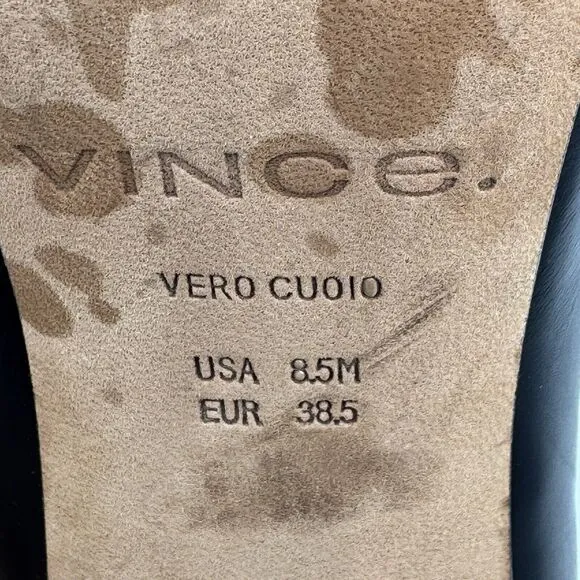 vince.
VERO CUOIO
USA 8.5M
EUR 38.5